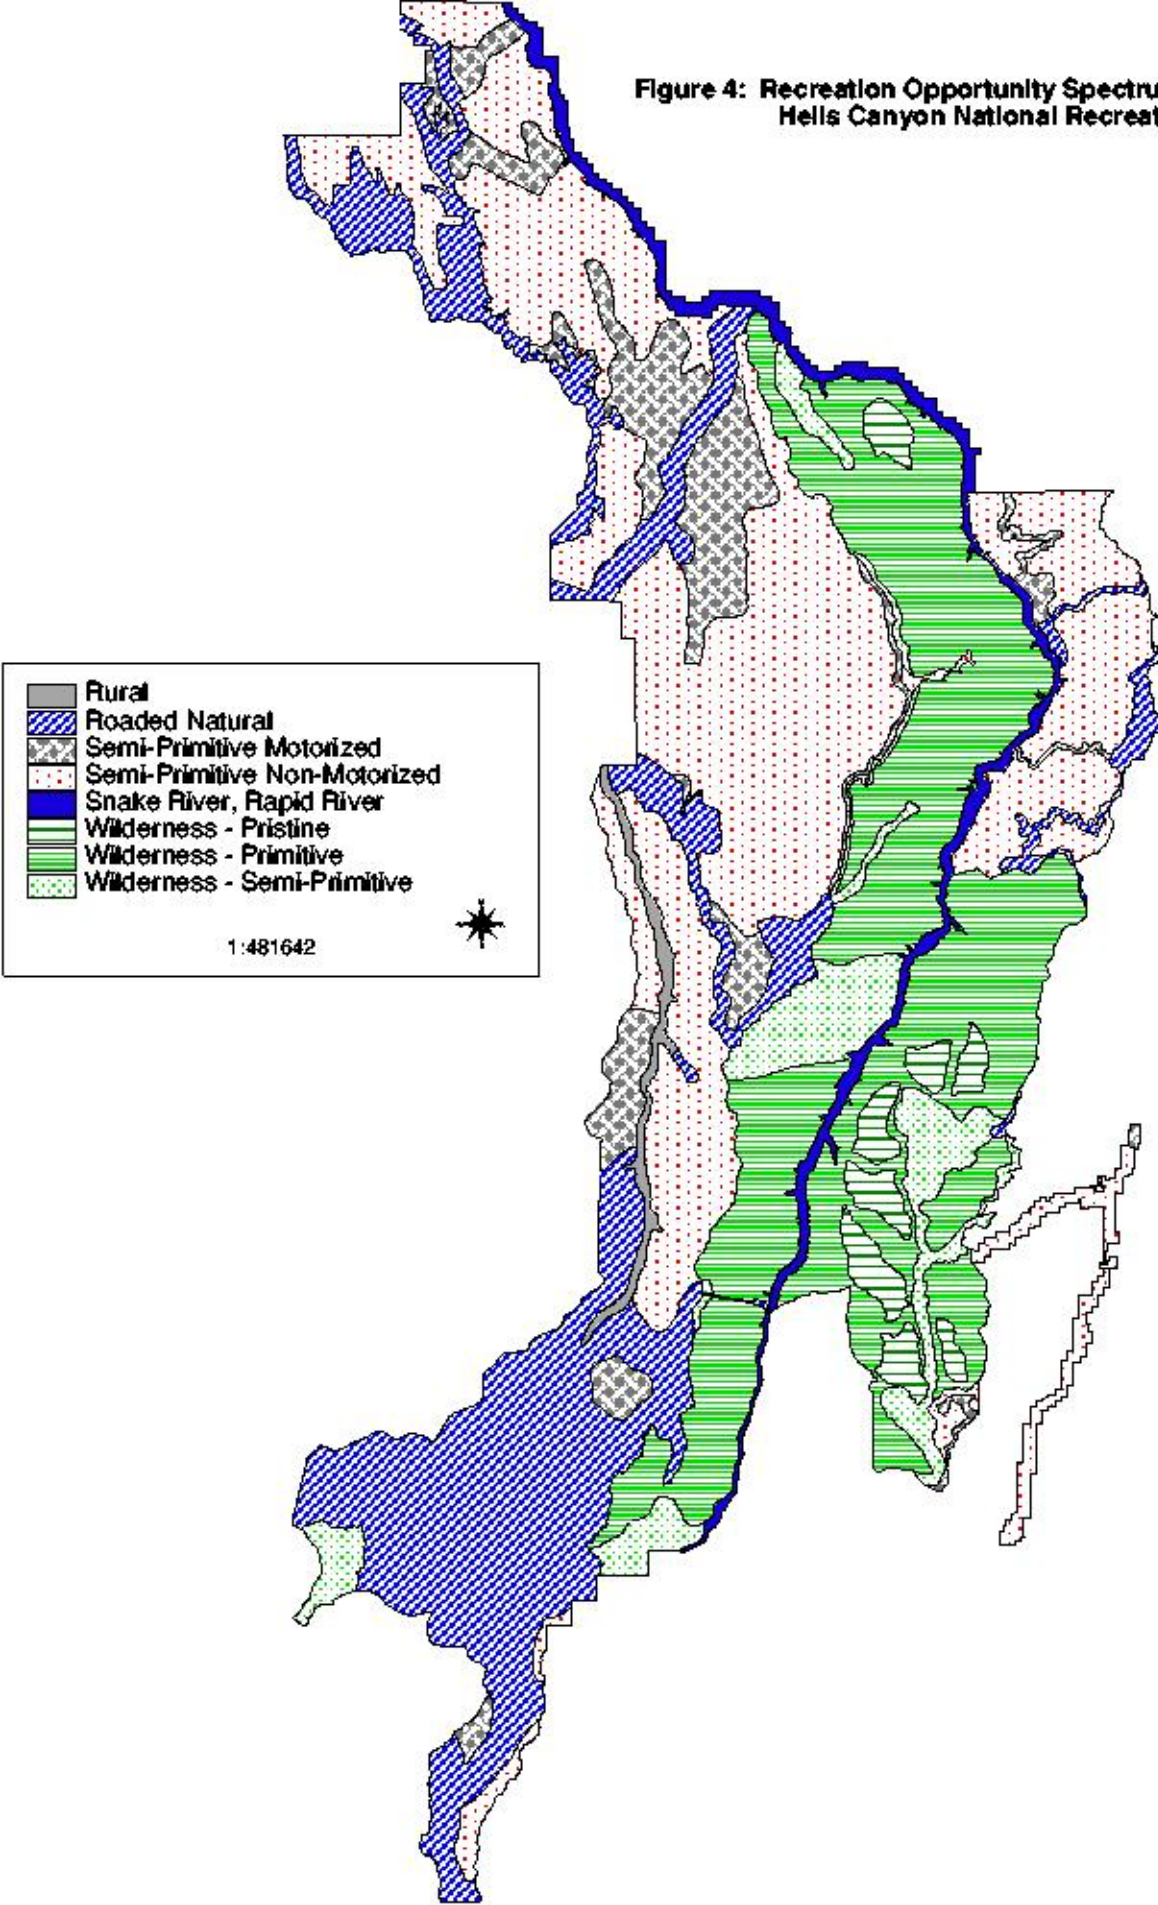 Figure 4: Recreation Opportunity Spectru
Hells Canyon National Recreat
Rural
Roaded Natural
Semi-Primitive Motorized
Semi-Primitive Non-Motorized
Snake River, Rapid River
Wilderness - Pristine
Wilderness - Primitive
Wilderness - Semi-Primitive
1:481642